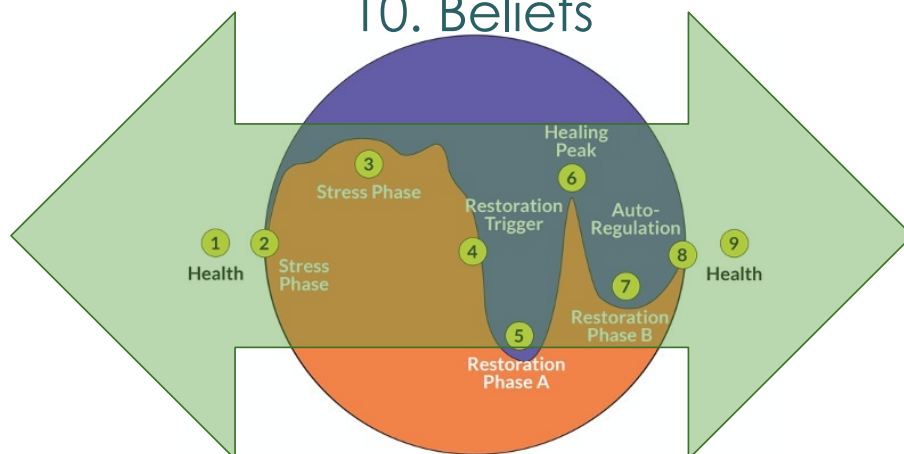 10. Beliefs
1
Health
2
Stress
Phase
3
Stress Phase
4
Restoration
Trigger
5
Restoration
Phase A
Healing
Peak
6
Auto-
Regulation
7
Restoration
Phase B
8
9
Health